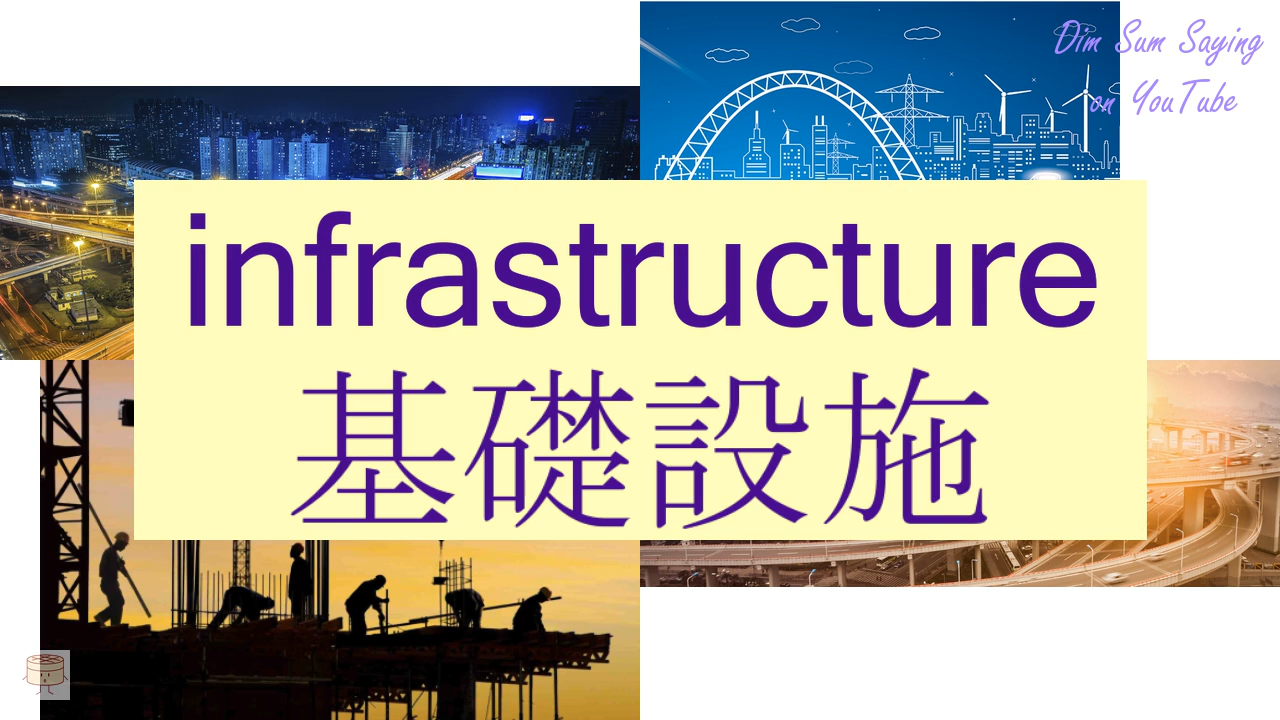 Dim Sum Saying
on YouTube
infrastructure
基礎設施